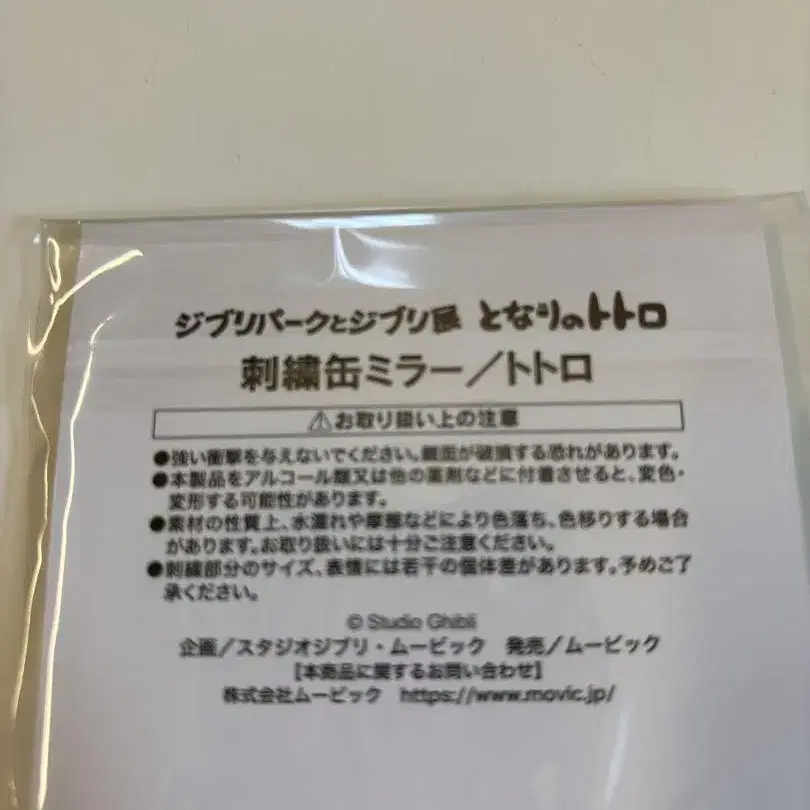 ジブリパークとジブリ展 となりのトトロ
刺繍缶ミラー／トトロ
⚠お取り扱い上の注意
●強い衝撃を与えないでください。鏡面が破損する恐れがあります。
●本製品をアルコール類又は他の薬剤などに付着させると、変色・
変形する可能性があります。
●素材の性質上、水濡れや摩擦などにより色落ち、色移りする場合
があります。お取り扱いには十分ご注意ください。
●刺繍部分のサイズ、表情には若干の個体差があります。予めご了
承ください。
© Studio Ghibli
企画／スタジオジブリ・ムービック 発売／ムービック
【本商品に関するお問い合わせ】
株式会社ムービック https://www.movic.jp/